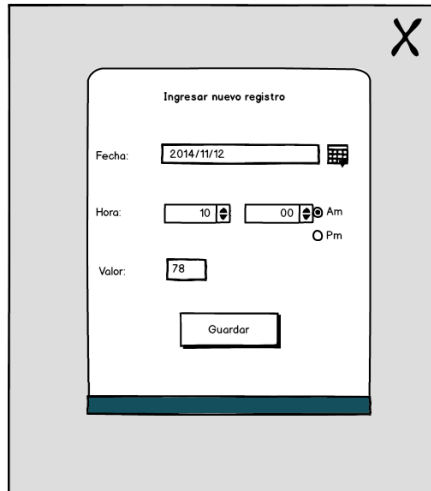 X
Ingresar nuevo registro
Fecha: 2014/11/12
Hora: 10 00 Am
Pm
Valor: 78
Guardar